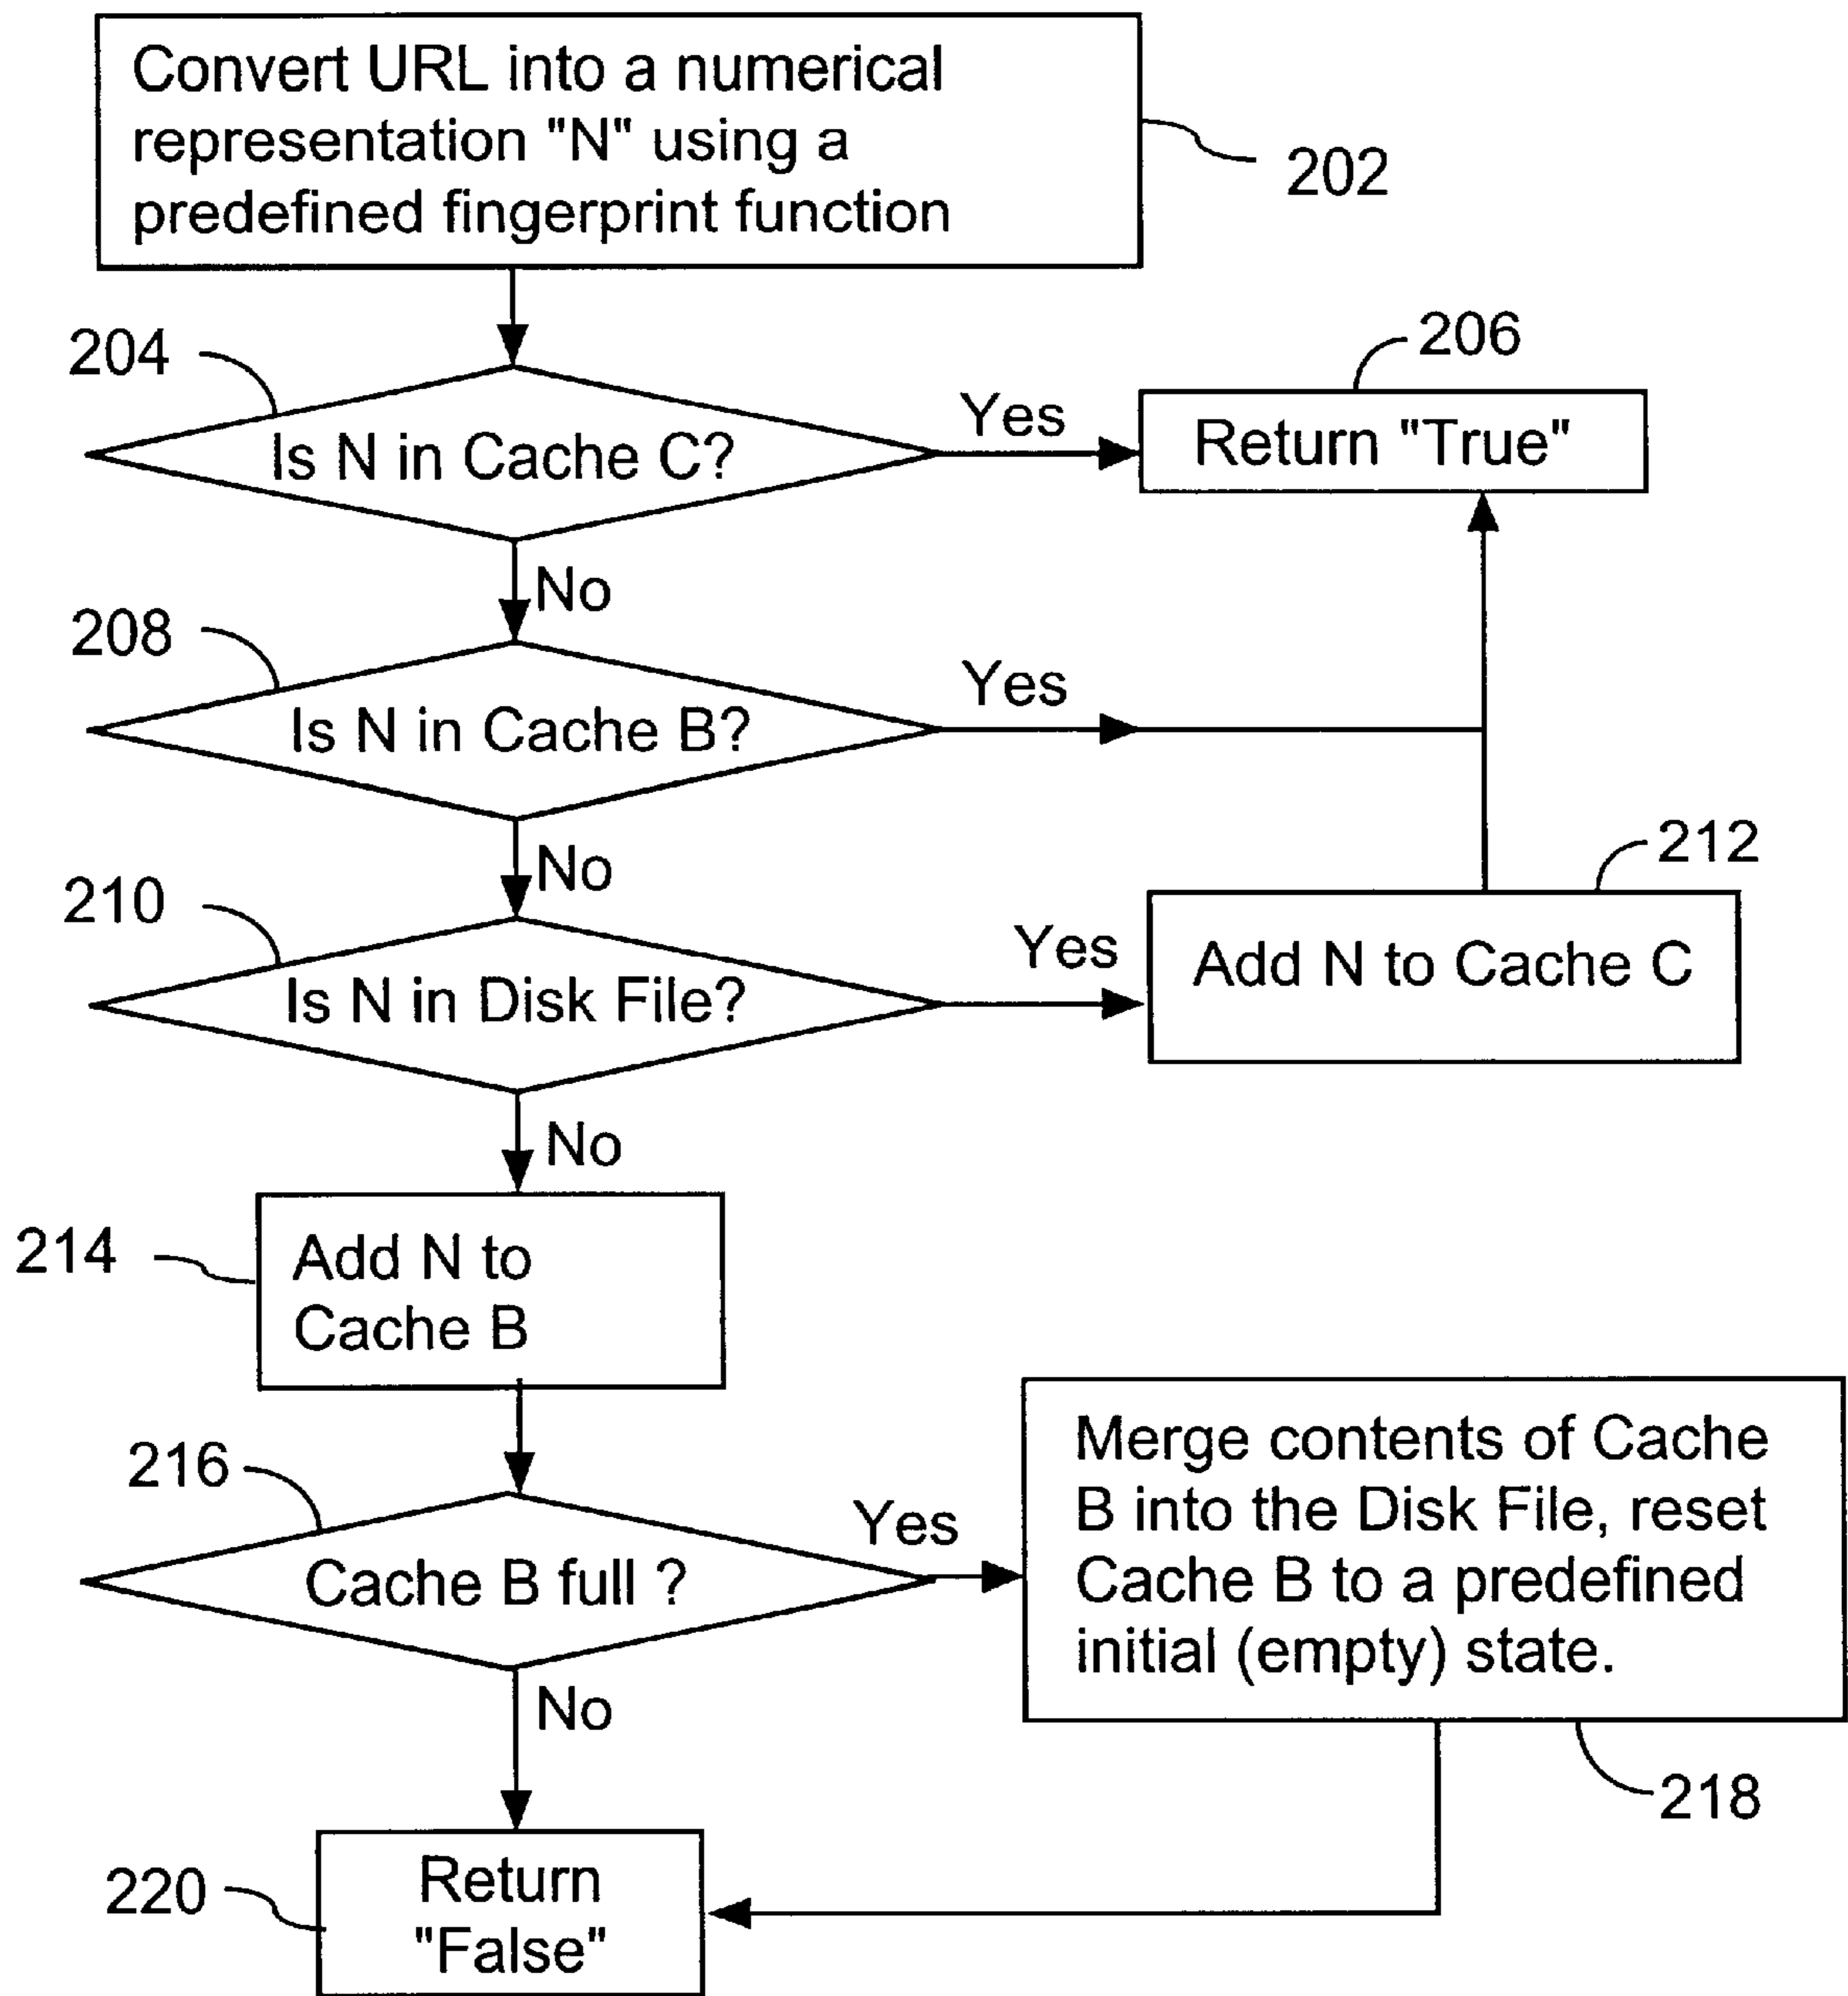 Convert URL into a numerical
representation "N" using a
predefined fingerprint function
202
204
Is N in Cache C?
Yes
206
Return "True"
No
208
Is N in Cache B?
Yes
No
210
Is N in Disk File?
Yes
212
Add N to Cache C
No
214
Add N to
Cache B
216
Cache B full ?
Yes
Merge contents of Cache
B into the Disk File, reset
Cache B to a predefined
initial (empty) state.
218
No
220
Return
"False"